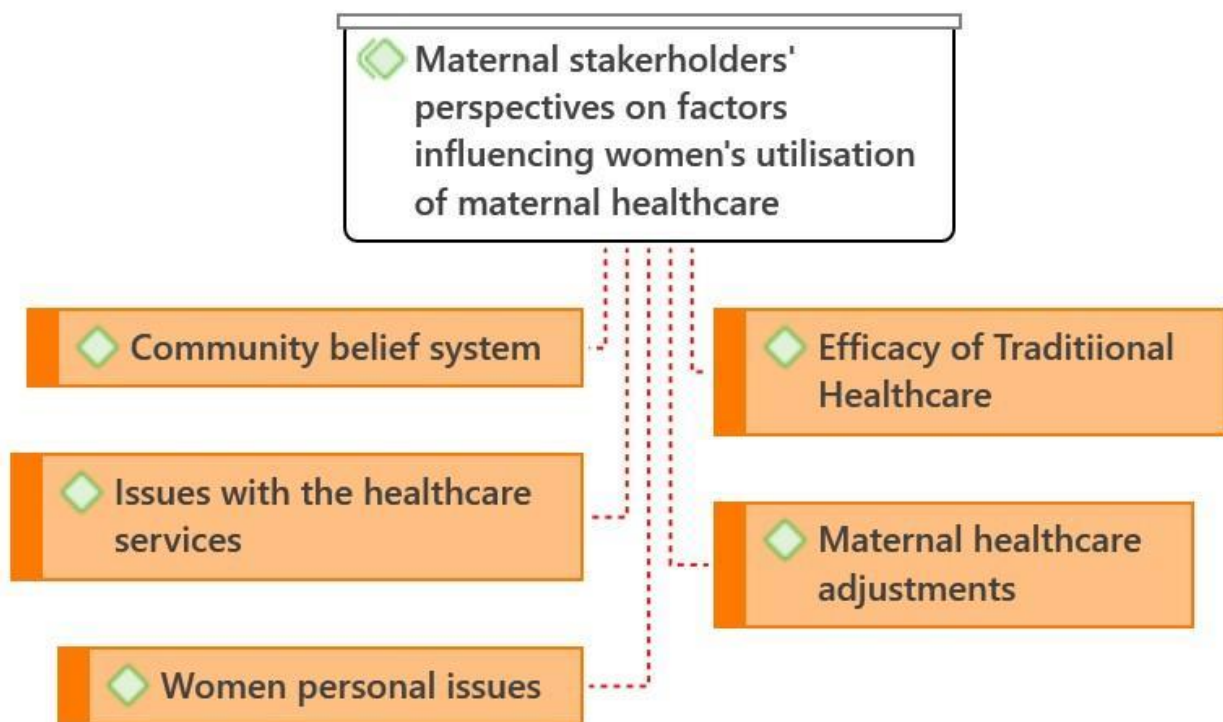 Maternal stakerholders'
perspectives on factors
influencing women's utilisation
of maternal healthcare
Community belief system
Issues with the healthcare
services
Women personal issues
Efficacy of Traditiional
Healthcare
Maternal healthcare
adjustments